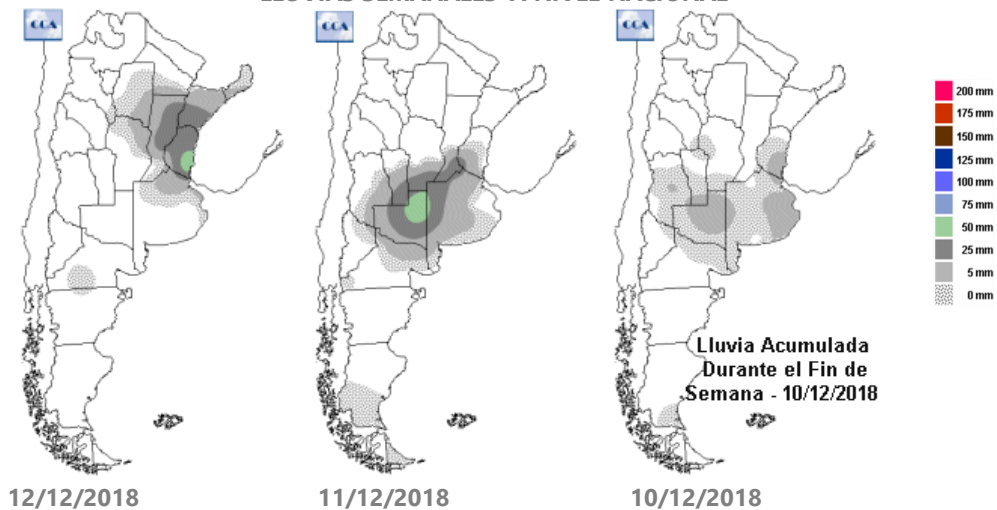 CCA
CCA
CCA
200 mm
175 mm
150 mm
125 mm
100 mm
75 mm
50 mm
25 mm
5 mm
0 mm
Lluvia Acumulada
Durante el Fin de
Semana - 10/12/2018
12/12/2018
11/12/2018
10/12/2018